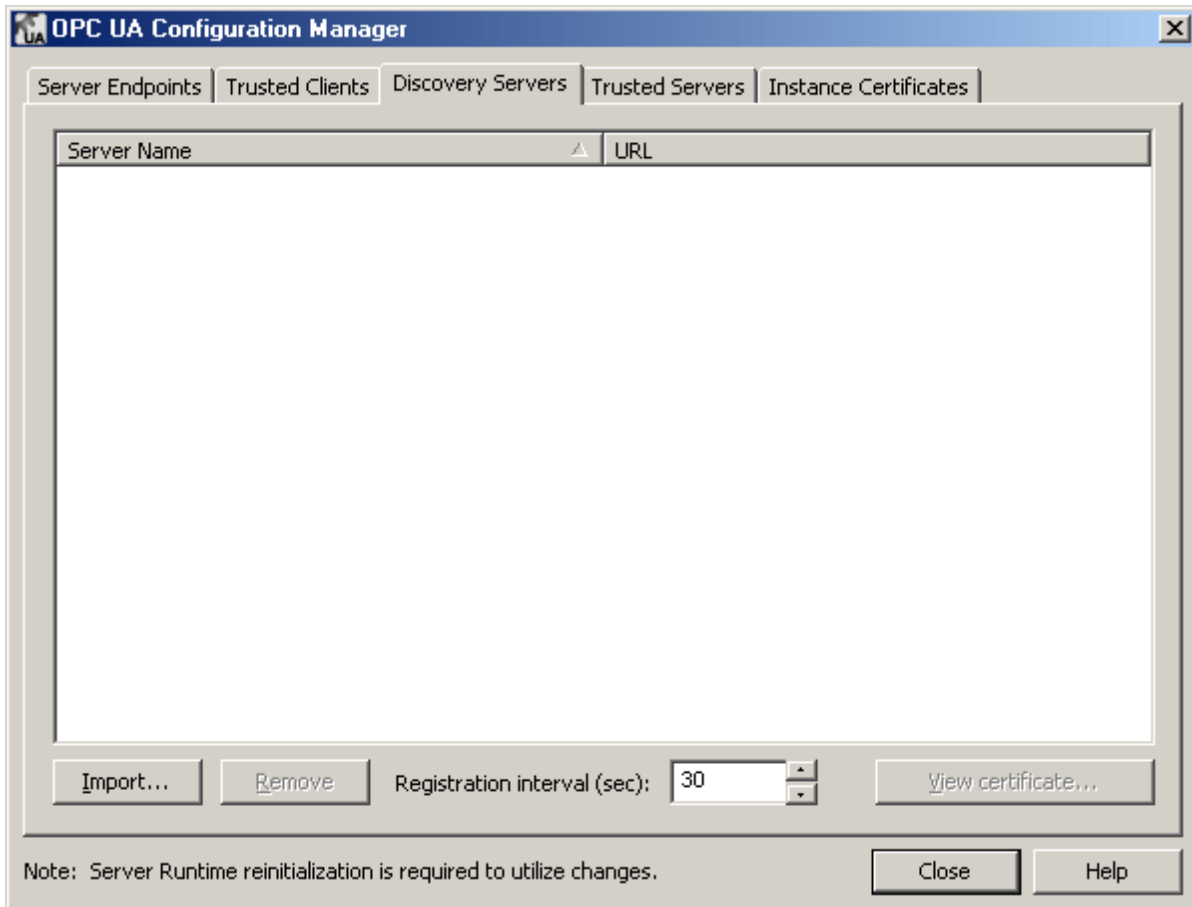 UA OPC UA Configuration Manager
Server Endpoints Trusted Clients Discovery Servers Trusted Servers Instance Certificates
Server Name URL
Import... Remove Registration interval (sec): 30 View certificate...
Note: Server Runtime reinitialization is required to utilize changes. Close Help